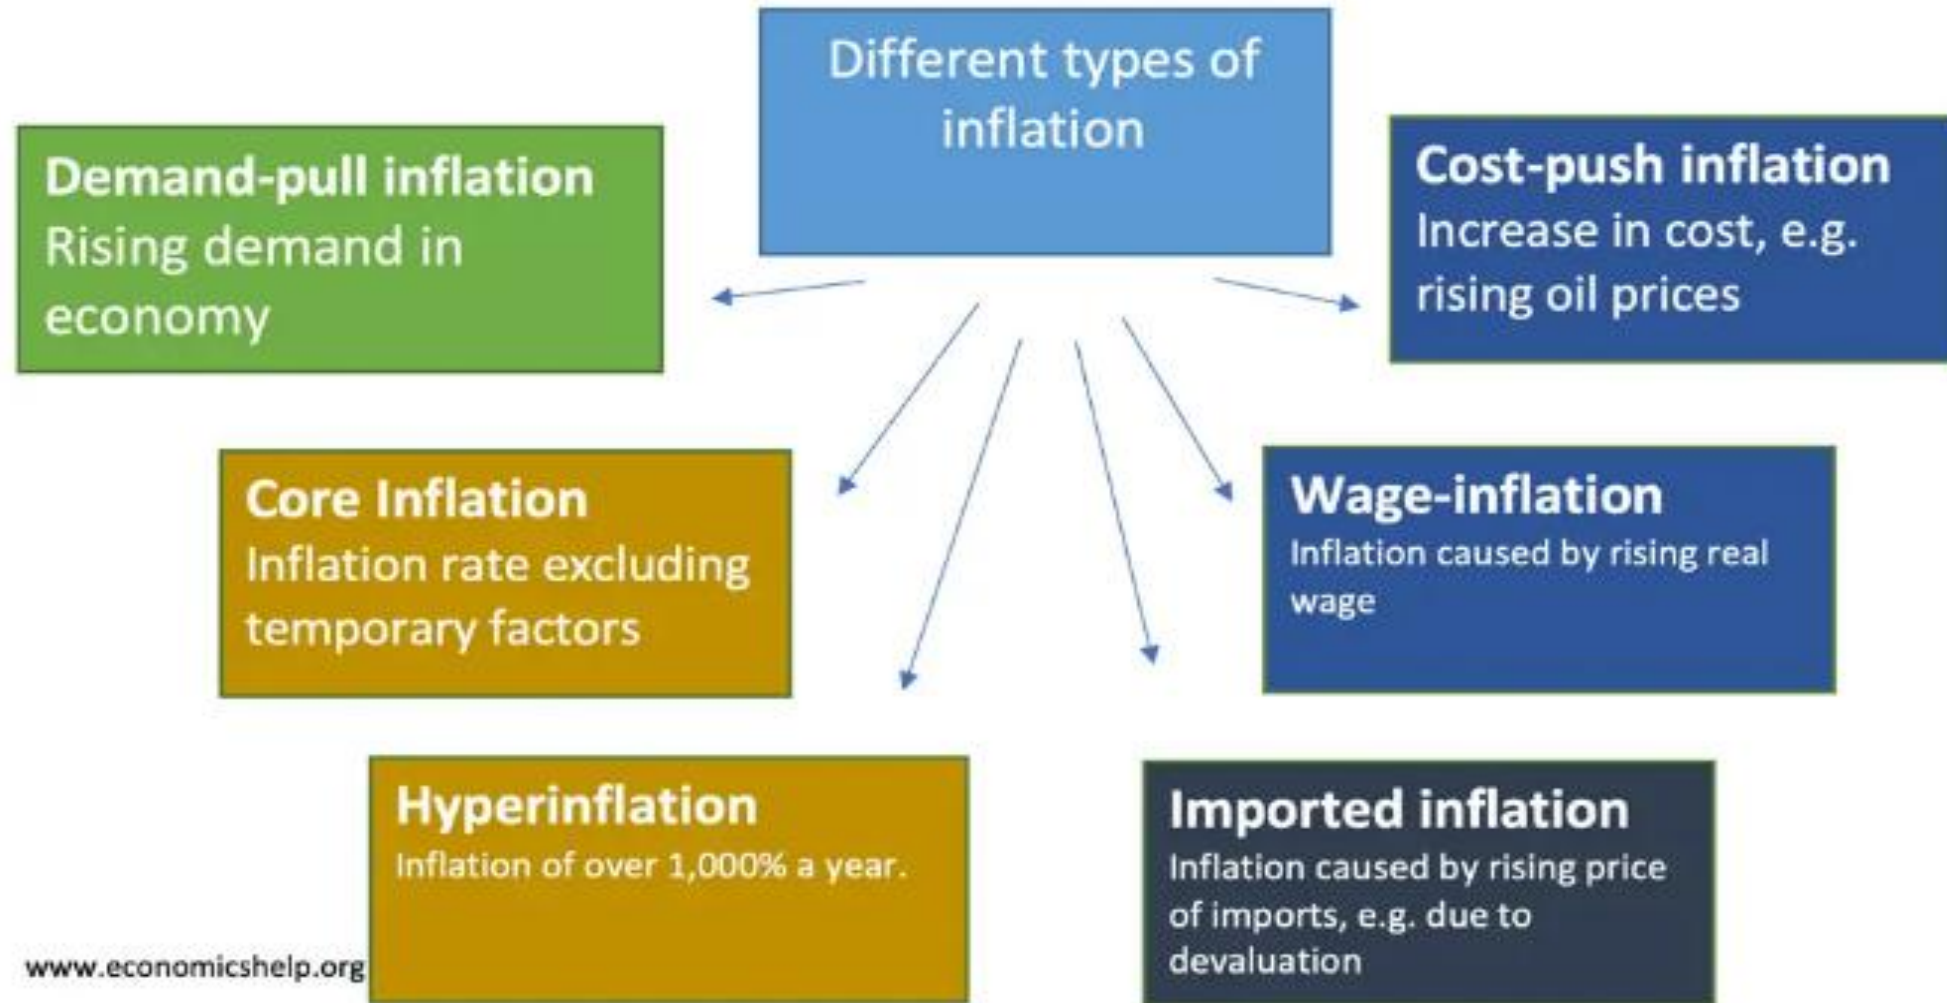 Different types of
inflation
Demand-pull inflation
Rising demand in
economy
Cost-push inflation
Increase in cost, e.g.
rising oil prices
Core Inflation
Inflation rate excluding
temporary factors
Wage-inflation
Inflation caused by rising real
wage
Hyperinflation
Inflation of over 1,000% a year.
Imported inflation
Inflation caused by rising price
of imports, e.g. due to
devaluation
www.economicshelp.org